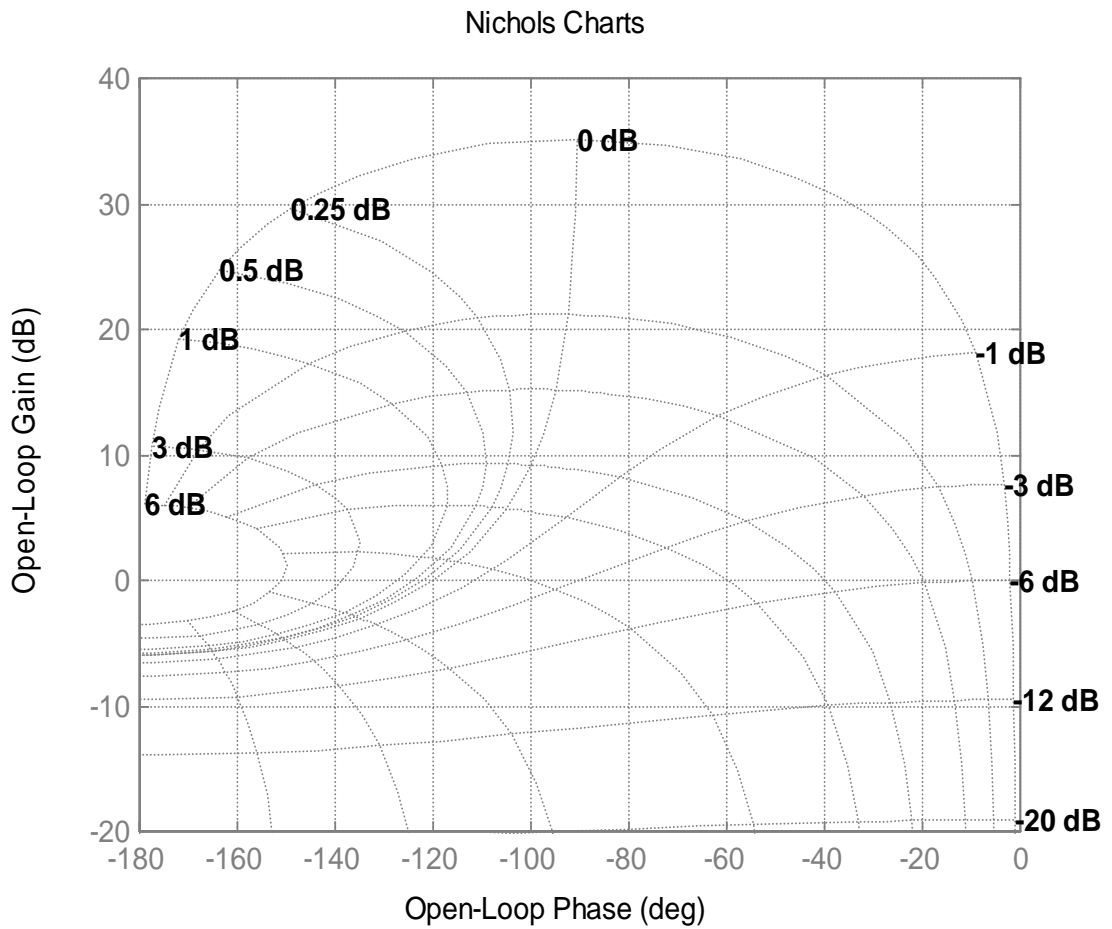 Nichols Charts
Open-Loop Gain (dB)
40
30
20
10
0
-10
-20
0 dB
0.25 dB
0.5 dB
1 dB
-1 dB
3 dB
-3 dB
6 dB
-6 dB
-12 dB
-20 dB
-180
-160
-140
-120
-100
-80
-60
-40
-20
0
Open-Loop Phase (deg)